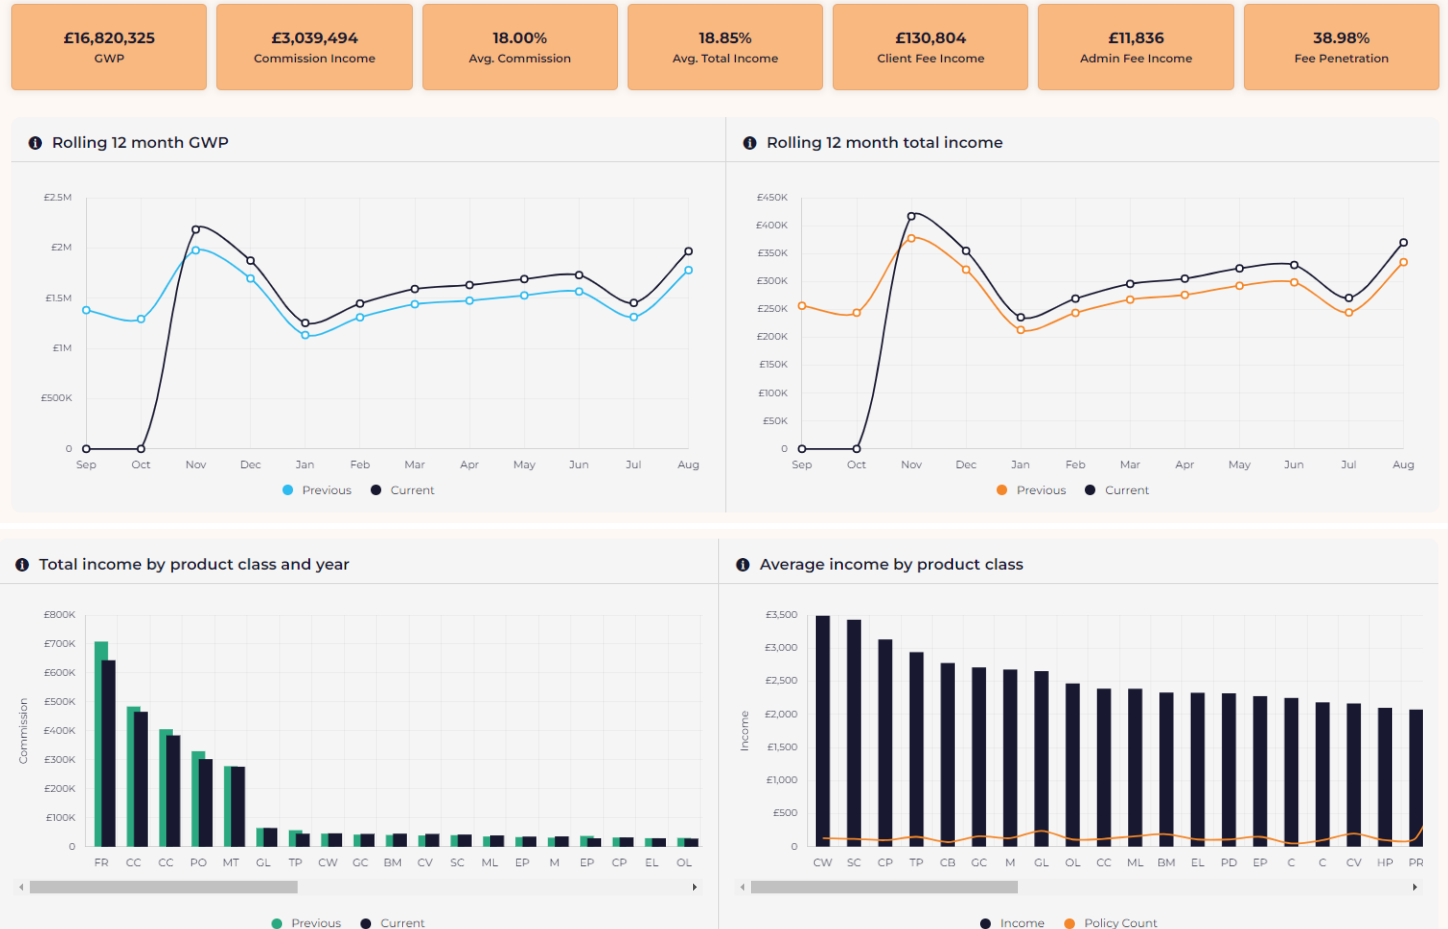 £16,820,325
GWP
£3,039,494
Commission Income
18.00%
Avg. Commission
18.85%
Avg. Total Income
£130,804
Client Fee Income
£11,836
Admin Fee Income
38.98%
Fee Penetration
Rolling 12 month GWP
£2.5M
£2M
£1.5M
£1M
£500K
0
Sep Oct Nov Dec Jan Feb Mar Apr May Jun Jul Aug
Previous Current
Rolling 12 month total income
£450K
£400K
£350K
£300K
£250K
£200K
£150K
£100K
£50K
0
Sep Oct Nov Dec Jan Feb Mar Apr May Jun Jul Aug
Previous Current
Total income by product class and year
Commission
£800K
£700K
£600K
£500K
£400K
£300K
£200K
£100K
0
FR CC CC PO MT GL TP CW GC BM CV SC ML EP M EP CP EL OL
Previous Current
Average income by product class
Income
£3,500
£3,000
£2,500
£2,000
£1,500
£1,000
£500
0
CW SC CP TP CB GC M GL OL CC ML BM EL PD EP C C CV HP PR
Income Policy Count